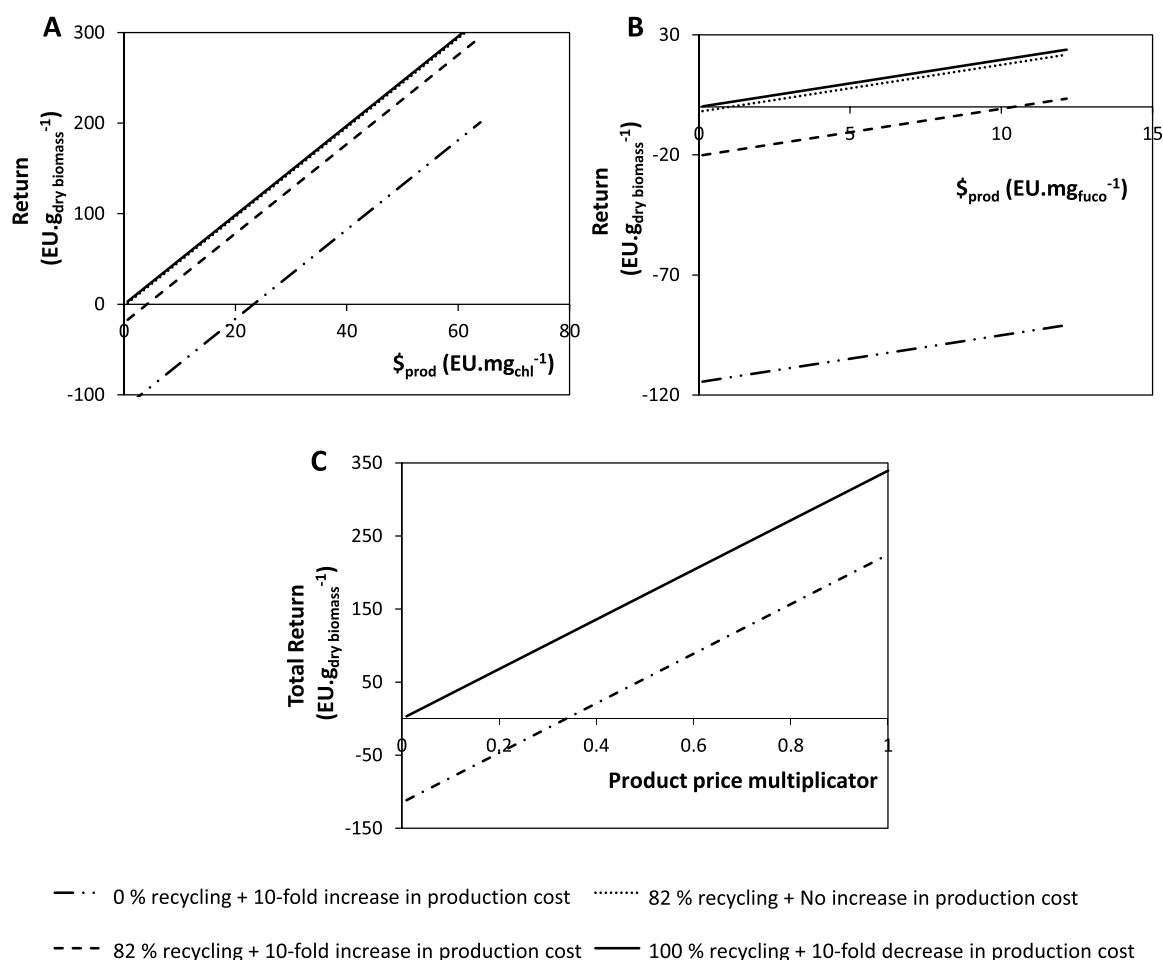 A
300
200
100
0
-100
0
20
40
60
80
Return
(EU.g dry biomass -1)
$prod (EU.mgchl-1)
B
30
-20
-70
-120
0
5
10
15
Return
(EU.g dry biomass -1)
$prod (EU.mgfuco-1)
C
350
250
150
50
-50
-150
0
0.2
0.4
0.6
0.8
1
Total Return
(EU.g dry biomass -1)
Product price multiplicator
0 % recycling + 10-fold increase in production cost
82 % recycling + No increase in production cost
82 % recycling + 10-fold increase in production cost
100 % recycling + 10-fold decrease in production cost